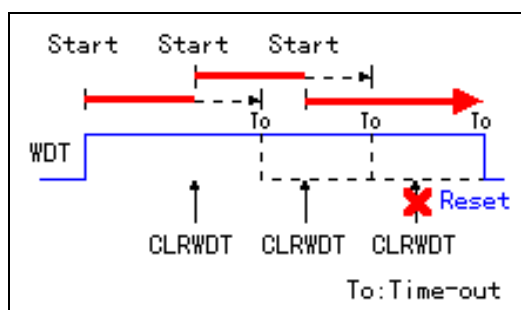 Start Start Start
To To To
WDT
Reset
CLRWDT CLRWDT CLRWDT
To:Time-out